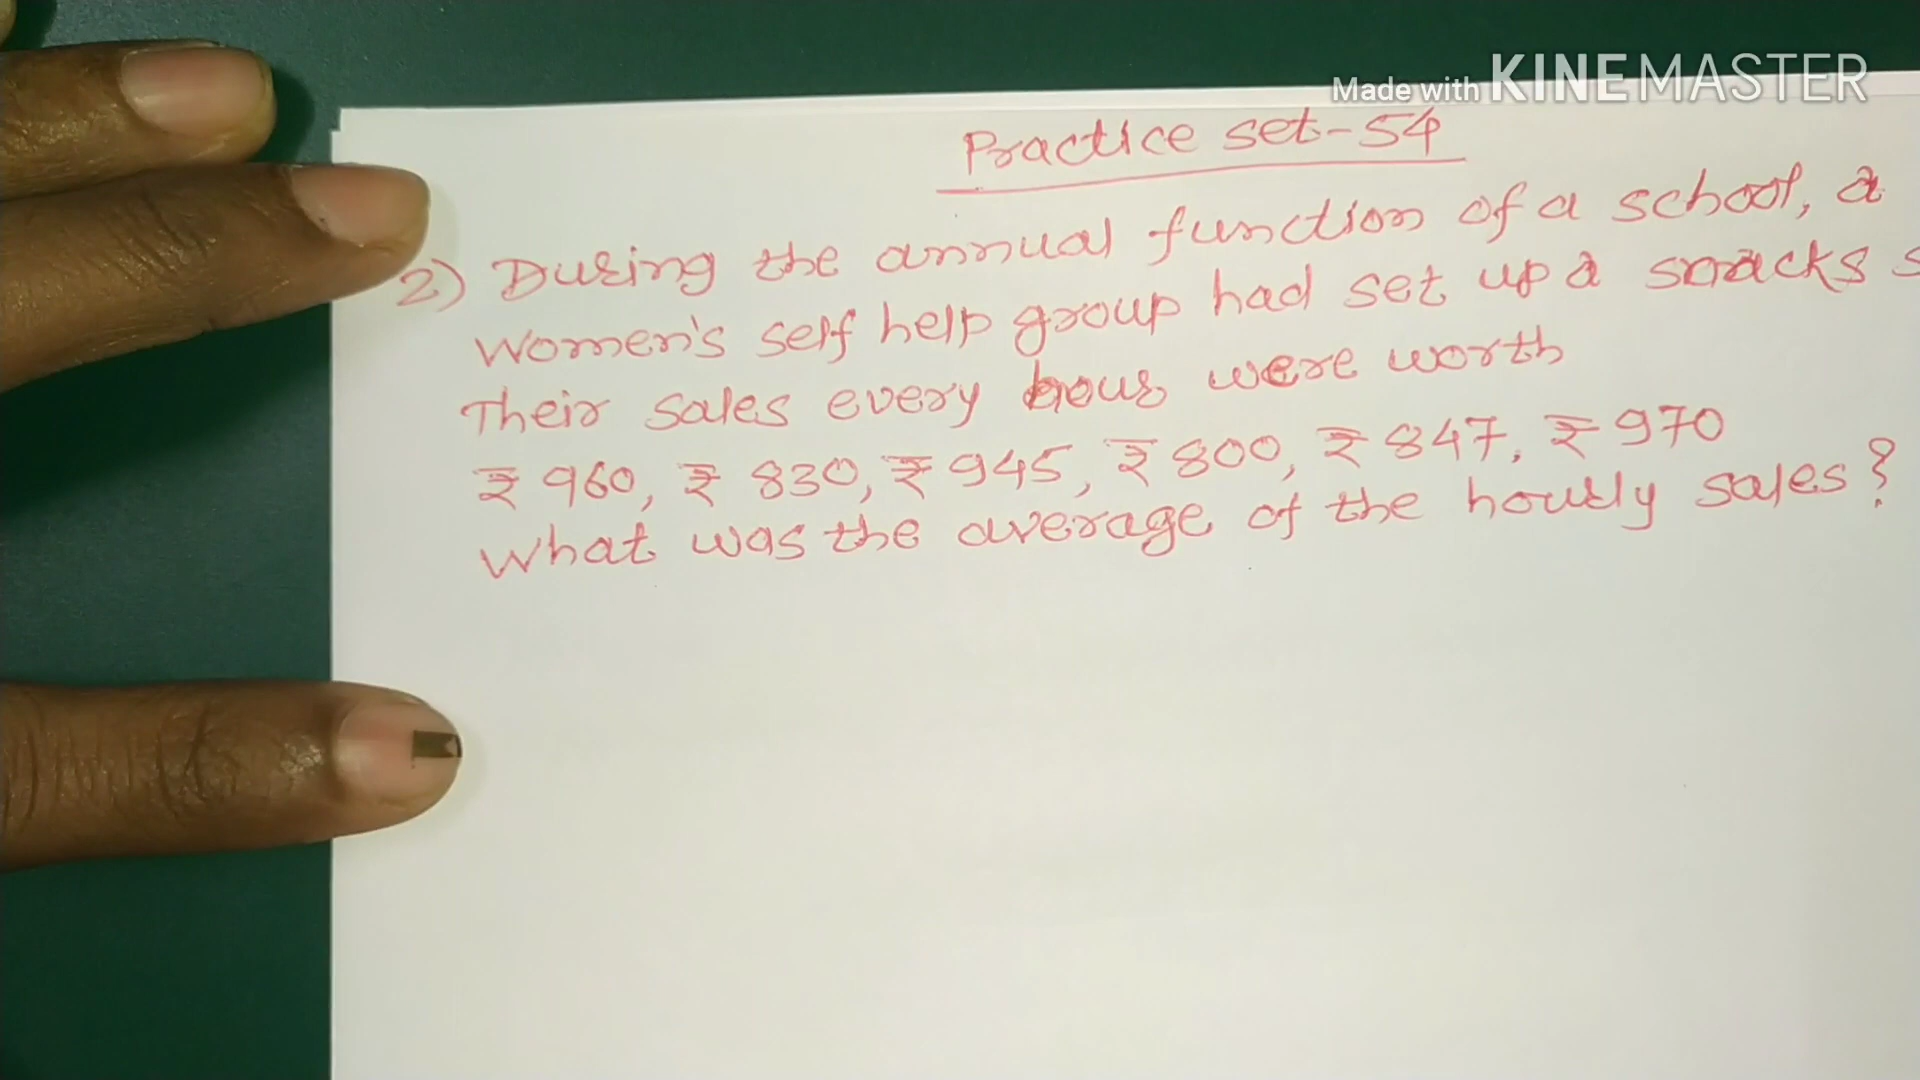 Made with KINEMASTER
Practice set-54
2) During the annual function of a school, a
Women's self help group had set up a snacks s
Their sales every hour were worth
₹ 960, ₹ 830, ₹ 945, ₹ 800, ₹ 847, ₹ 970
What was the average of the hourly sales?